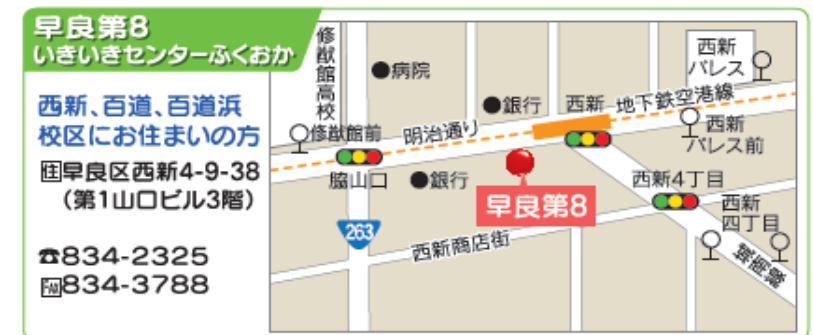 早良第8
いきいきセンターふくおか
西新、百道、百道浜
校区にお住まいの方
住早良区西新4-9-38
（第1山口ビル3階）
☎834-2325
FAX834-3788
修猷館高校
●病院
●銀行
西新
地下鉄空港線
西新
パレス
修猷館前
明治通り
西新
パレス前
脇山口
●銀行
早良第8
西新4丁目
263
西新商店街
西新
四丁目
城南線